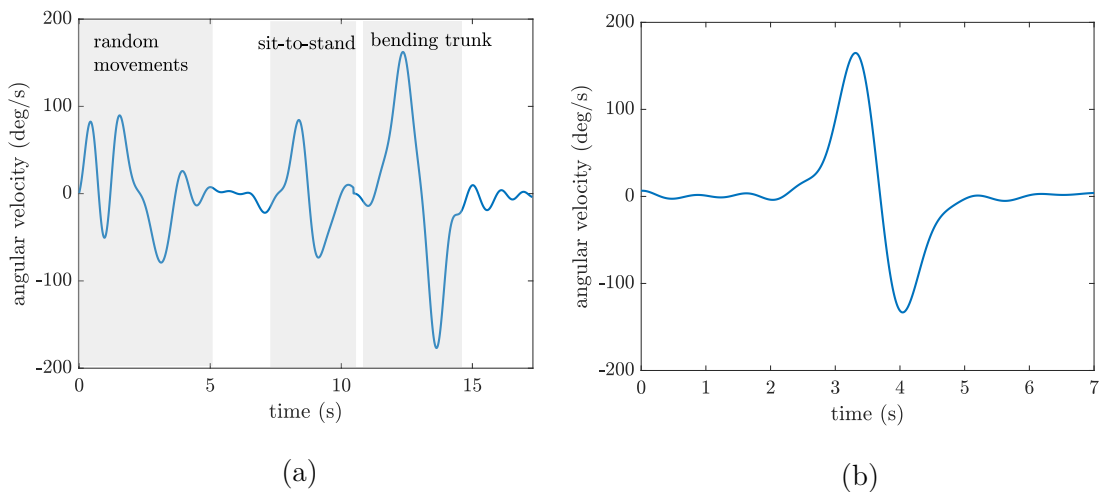 200
100
0
-100
-200
angular velocity (deg/s)
random
movements
sit-to-stand
bending trunk
0
5
10
15
time (s)
(a)
200
100
0
-100
-200
angular velocity (deg/s)
0
1
2
3
4
5
6
7
time (s)
(b)